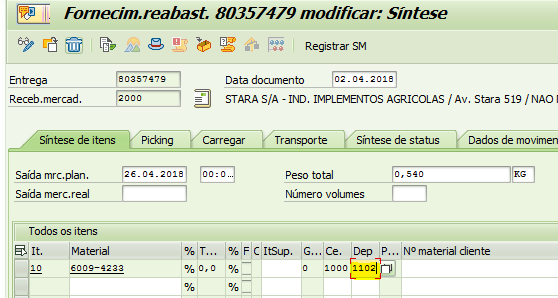 Fornecim.reabast. 80357479 modificar: Síntese
Registrar SM
Entrega 80357479 Data documento 02.04.2018
Receb.mercad. 2000 STARA S/A - IND. IMPLEMENTOS AGRICOLAS / Av. Stara 519 / NAO
Síntese de itens Picking Carregar Transporte Síntese de status Dados de movimen
Saída mrc.plan. 26.04.2018 00:0… Peso total 0,540 KG
Saída merc.real Número volumes
Todos os itens
It. Material % T… % F C ItSup. G… Ce. Dep P… Nº material cliente
10 6009-4233 % 0,0 % 0 1000 1102
% %